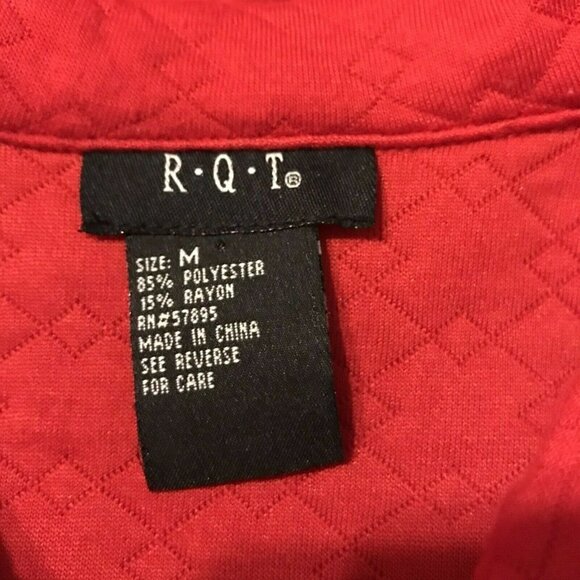 R·Q·T®
SIZE: M
85% POLYESTER
15% RAYON
RN#57895
MADE IN CHINA
SEE REVERSE
FOR CARE